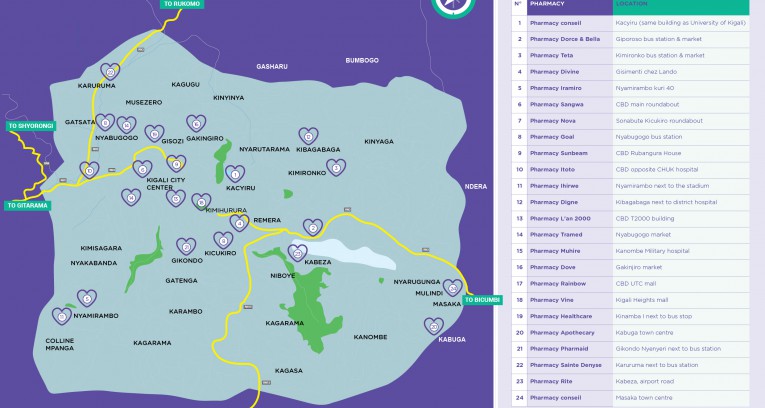 TO RUKOMO
BUMBOGO
GASHARU
KARURUMA
KAGUGU
MUSEZERO
KINYINYA
GATSATA
NYABUGOGO
GISOZI
GAKINGIRO
NYARUTARAMA
KIBAGABAGA
KINYAGA
TO SHYORONGI
KIGALI CITY
CENTER
KACYIRU
KIMIRONKO
NDERA
TO GITARAMA
KIMIHURURA
REMERA
KIMISAGARA
NYAKABANDA
GIKONDO
KICUKIRO
KABEZA
GATENGA
NIBOYE
NYARUGUNGA
MULINDI
MASAKA
TO BICUMBI
NYAMIRAMBO
KARAMBO
KAGARAMA
KANOMBE
KABUGA
COLLINE
MPANGA
KAGARAMA
KAGASA
N° PHARMACY LOCATION
1 Pharmacy conseil Kacyiru (same building as University of Kigali)
2 Pharmacy Dorce & Bella Giporoso bus station & market
3 Pharmacy Teta Kimironko bus station & market
4 Pharmacy Divine Gisimenti chez Lando
5 Pharmacy Iramiro Nyamirembo kuri 40
6 Pharmacy Sangwa CBD main roundabout
7 Pharmacy Nova Sonabute Kicukiro roundabout
8 Pharmacy Goal Nyabugogo bus station
9 Pharmacy Sunbeam CBD Rubangura House
10 Pharmacy Itoto CBD opposite CHUK hospital
11 Pharmacy Ihirwe Nyamirembo next to the stadium
12 Pharmacy Digne Kibagabaga next to district hospital
13 Pharmacy L'an 2000 CBD T2000 building
14 Pharmacy Tramed Nyabugogo market
15 Pharmacy Muhire Kanombe Military hospital
16 Pharmacy Dove Gakinjiro market
17 Pharmacy Rainbow CBD UTC mall
18 Pharmacy Vine Kigali Heights mall
19 Pharmacy Healthcare Kinamba I next to bus stop
20 Pharmacy Apothecary Kabuga town centre
21 Pharmacy Pharmaid Gikondo Nyenyeri next to bus station
22 Pharmacy Sainte Denyse Karuruma next to bus station
23 Pharmacy Rite Kabeza, airport road
24 Pharmacy conseil Masaka town centre